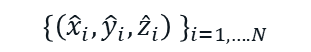 {(x̂ᵢ, ŷᵢ, ẑᵢ) }ᵢ₌₁,....N